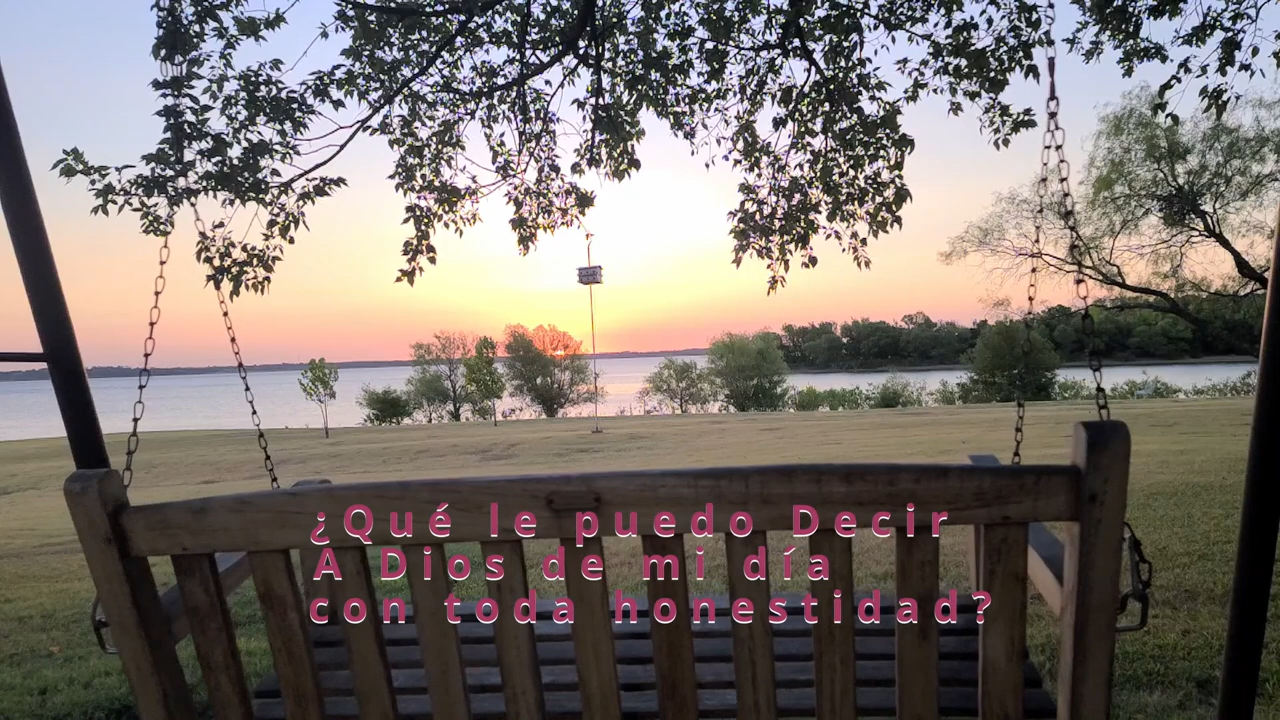 ¿Qué le puedo Decir
A Dios de mi día
con toda honestidad?